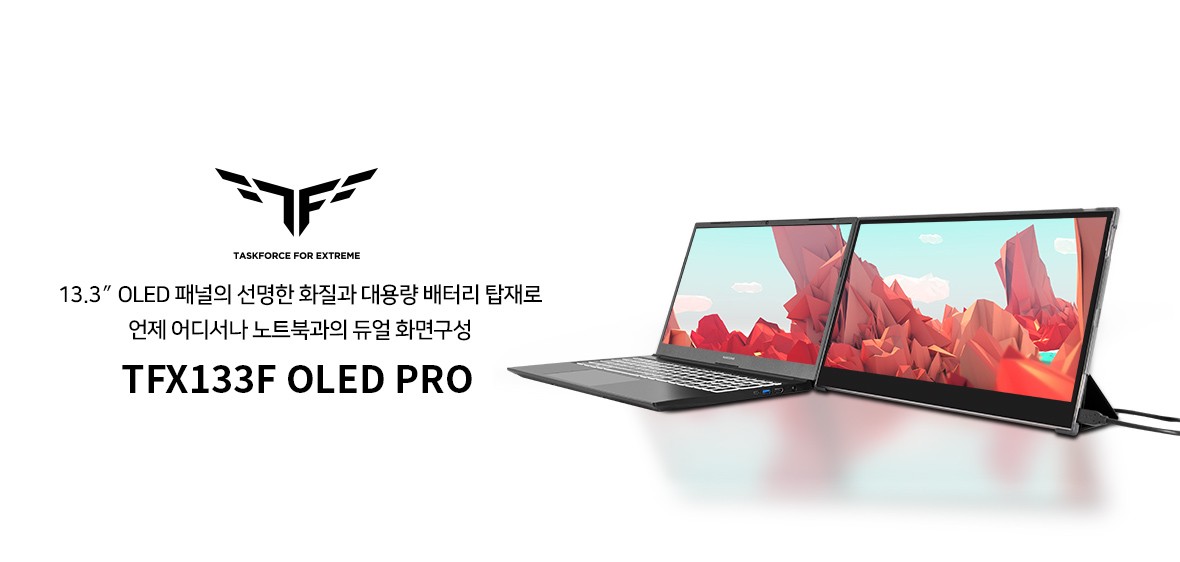 TF
TASKFORCE FOR EXTREME
13.3″ OLED 패널의 선명한 화질과 대용량 배터리 탑재로
언제 어디서나 노트북과의 듀얼 화면구성
TFX133F OLED PRO